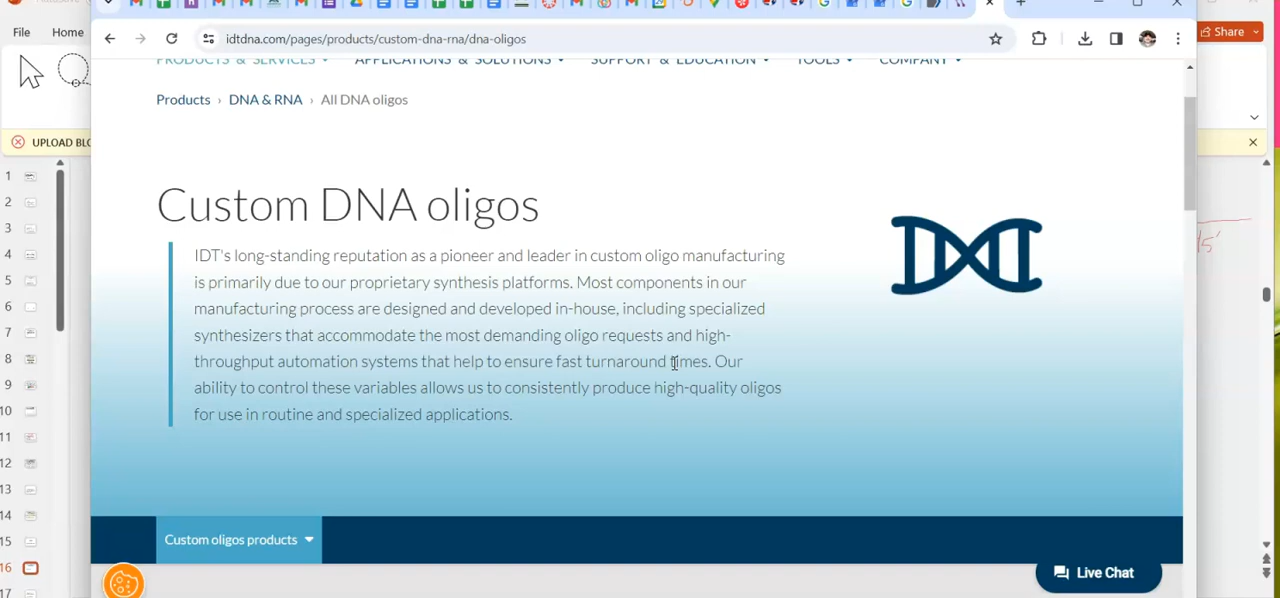 File
Home
Share
UPLOAD BLO
idtdna.com/pages/products/custom-dna-rna/dna-oligos
PRODUCTS & SERVICES
APPLICATIONS & SOLUTIONS
SUPPORT & EDUCATION
TOOLS
COMPANY
Products › DNA & RNA › All DNA oligos
Custom DNA oligos
IDT's long-standing reputation as a pioneer and leader in custom oligo manufacturing
is primarily due to our proprietary synthesis platforms. Most components in our
manufacturing process are designed and developed in-house, including specialized
synthesizers that accommodate the most demanding oligo requests and high-
throughput automation systems that help to ensure fast turnaround times. Our
ability to control these variables allows us to consistently produce high-quality oligos
for use in routine and specialized applications.
Custom oligos products
Live Chat
1
2
3
4
5
6
7
8
9
10
11
12
13
14
15
16
17